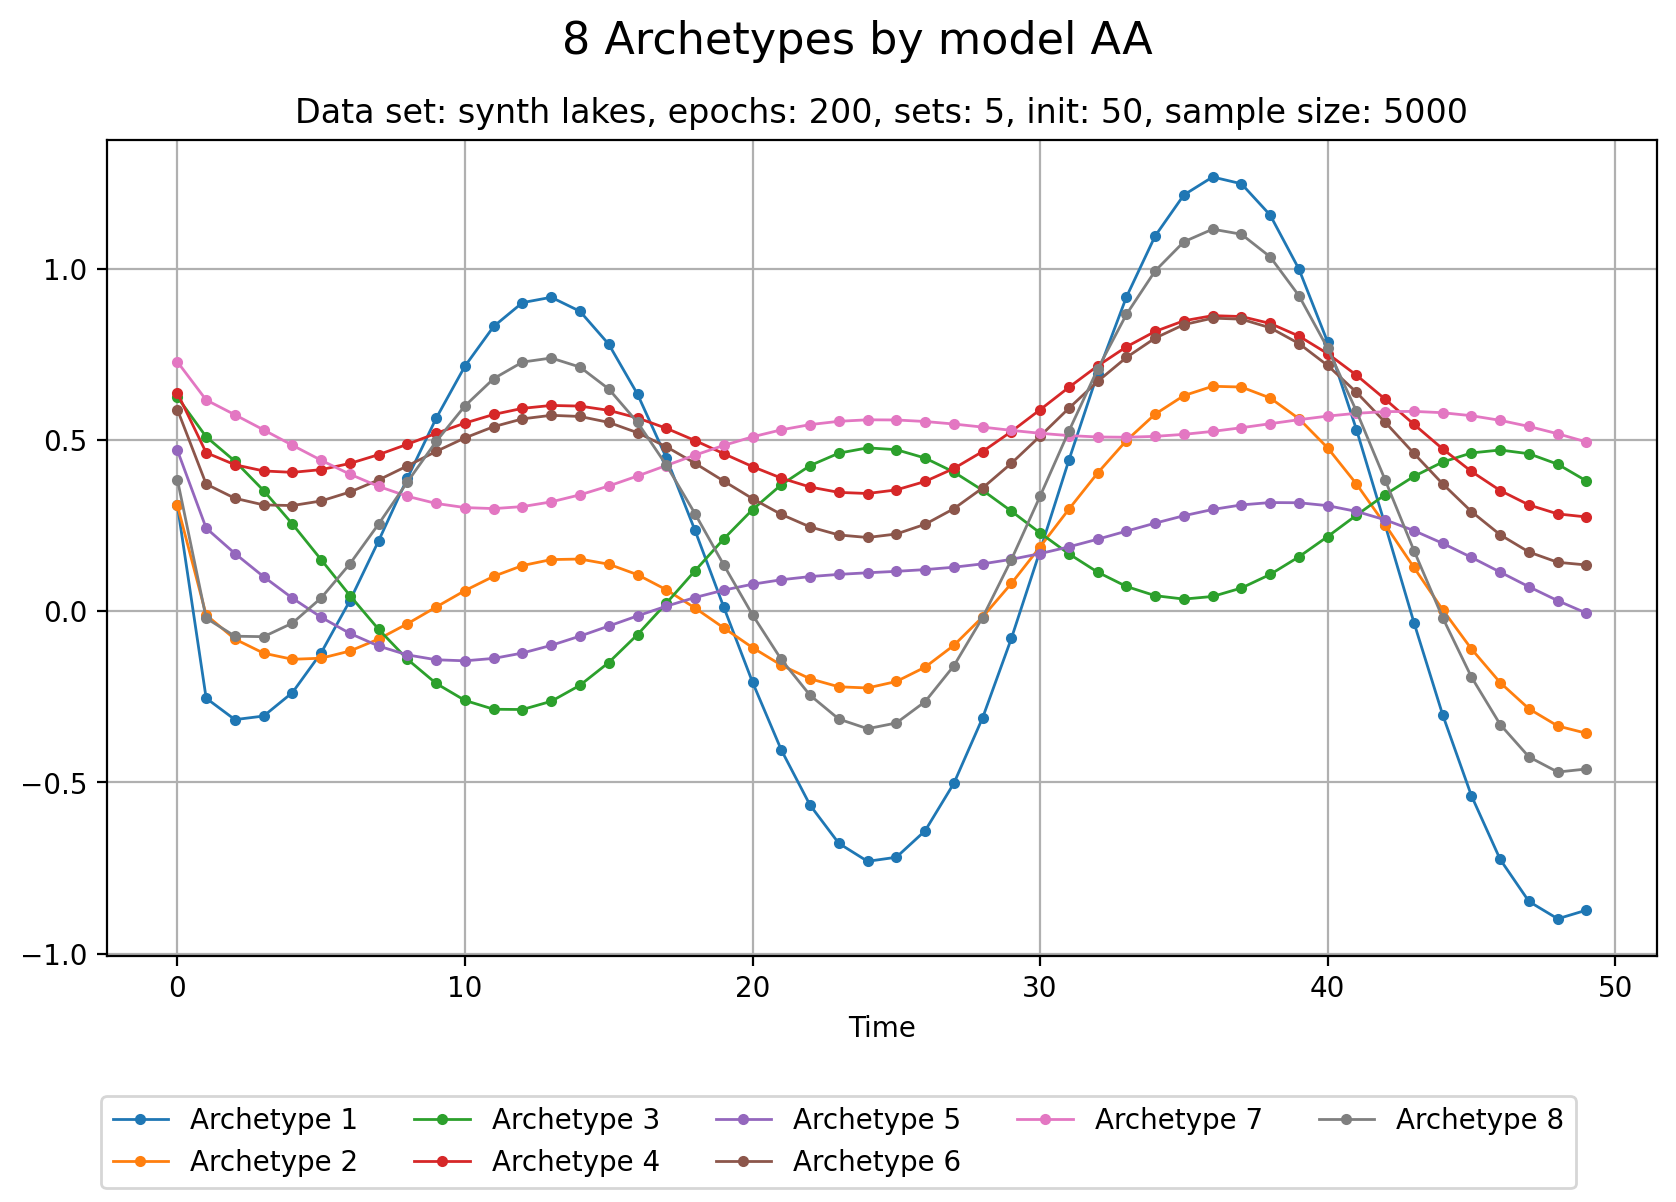 8 Archetypes by model AA
Data set: synth lakes, epochs: 200, sets: 5, init: 50, sample size: 5000
1.0
0.5
0.0
−0.5
−1.0
0 10 20 30 40 50
Time
Archetype 1 Archetype 3 Archetype 5 Archetype 7 Archetype 8
Archetype 2 Archetype 4 Archetype 6